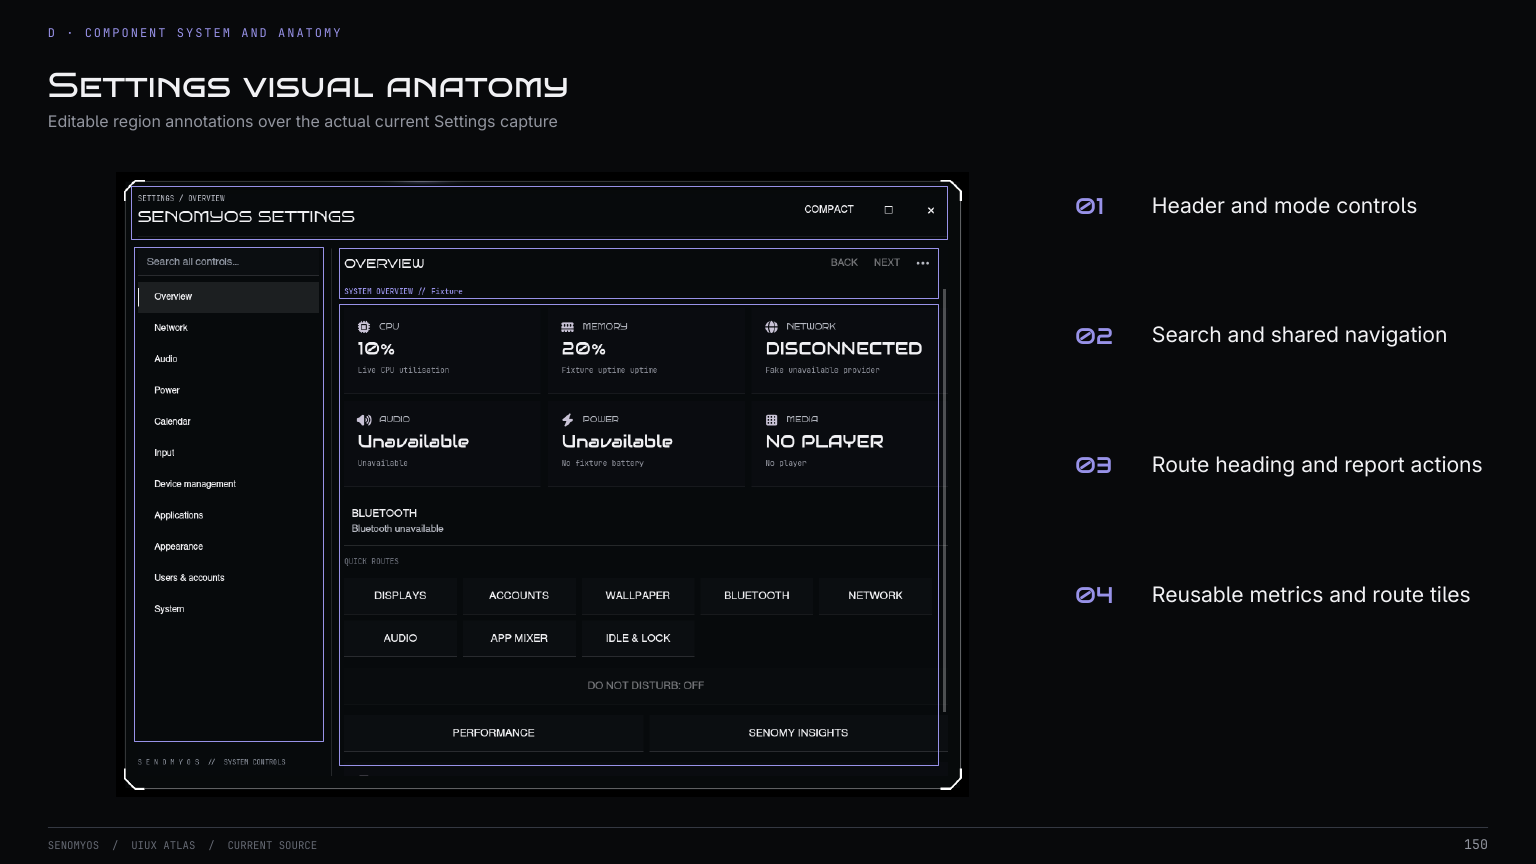 D · COMPONENT SYSTEM AND ANATOMY
SETTINGS VISUAL ANATOMY
Editable region annotations over the actual current Settings capture
SETTINGS / OVERVIEW
SENOMYOS SETTINGS
COMPACT
Search all controls...
Overview
Network
Audio
Power
Calendar
Input
Device management
Applications
Appearance
Users & accounts
System
SENOMYOS // SYSTEM CONTROLS
OVERVIEW
BACK NEXT •••
SYSTEM OVERVIEW // Fixture
CPU
10%
Live CPU utilisation
MEMORY
20%
Fixture uptime uptime
NETWORK
DISCONNECTED
Fake unavailable provider
AUDIO
Unavailable
Unavailable
POWER
Unavailable
No fixture battery
MEDIA
NO PLAYER
No player
BLUETOOTH
Bluetooth unavailable
QUICK ROUTES
DISPLAYS ACCOUNTS WALLPAPER BLUETOOTH NETWORK
AUDIO APP MIXER IDLE & LOCK
DO NOT DISTURB: OFF
PERFORMANCE SENOMY INSIGHTS
01 Header and mode controls
02 Search and shared navigation
03 Route heading and report actions
04 Reusable metrics and route tiles
SENOMYOS / UIUX ATLAS / CURRENT SOURCE
150